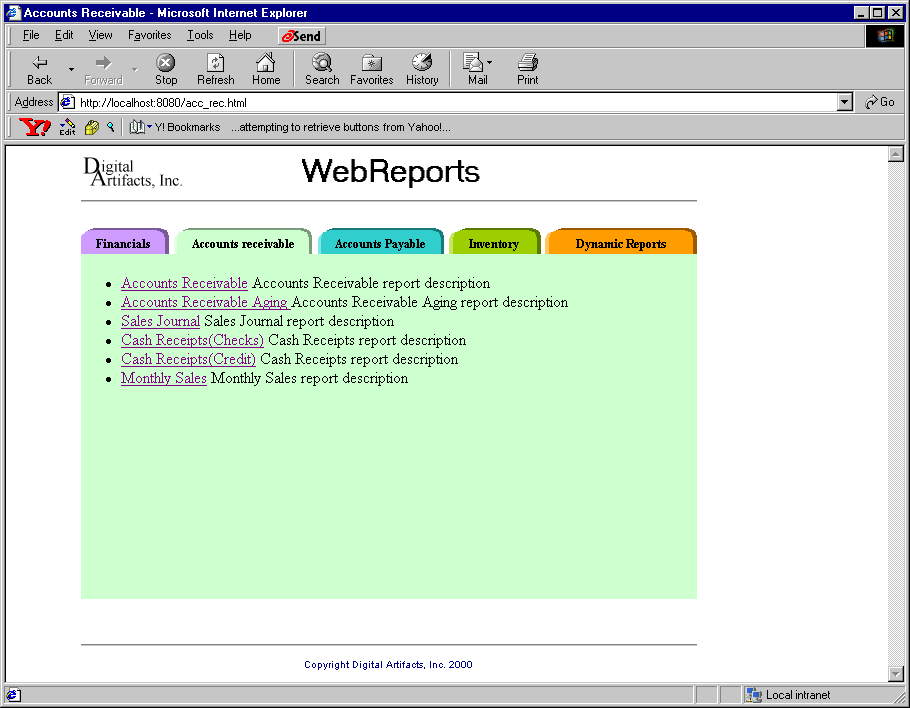 Accounts Receivable - Microsoft Internet Explorer
File Edit View Favorites Tools Help Send
Back Forward Stop Refresh Home Search Favorites History Mail Print
Address http://localhost:8080/acc_rec.html Go
Y! Edit Y! Bookmarks ...attempting to retrieve buttons from Yahoo!...
Digital
Artifacts, Inc.
WebReports
Financials Accounts receivable Accounts Payable Inventory Dynamic Reports
Accounts Receivable Accounts Receivable report description
Accounts Receivable Aging Accounts Receivable Aging report description
Sales Journal Sales Journal report description
Cash Receipts(Checks) Cash Receipts report description
Cash Receipts(Credit) Cash Receipts report description
Monthly Sales Monthly Sales report description
Copyright Digital Artifacts, Inc. 2000
Local intranet